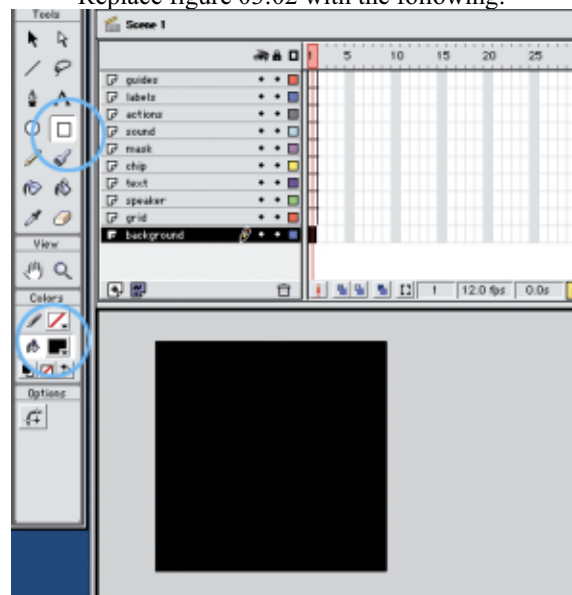 Replace figure 03.02 with the following:
Tools
Scene 1
1 5 10 15 20 25
guides
labels
actions
sound
mask
chip
text
speaker
grid
background
View
Colors
1 12.0 fps 0.0s
Options